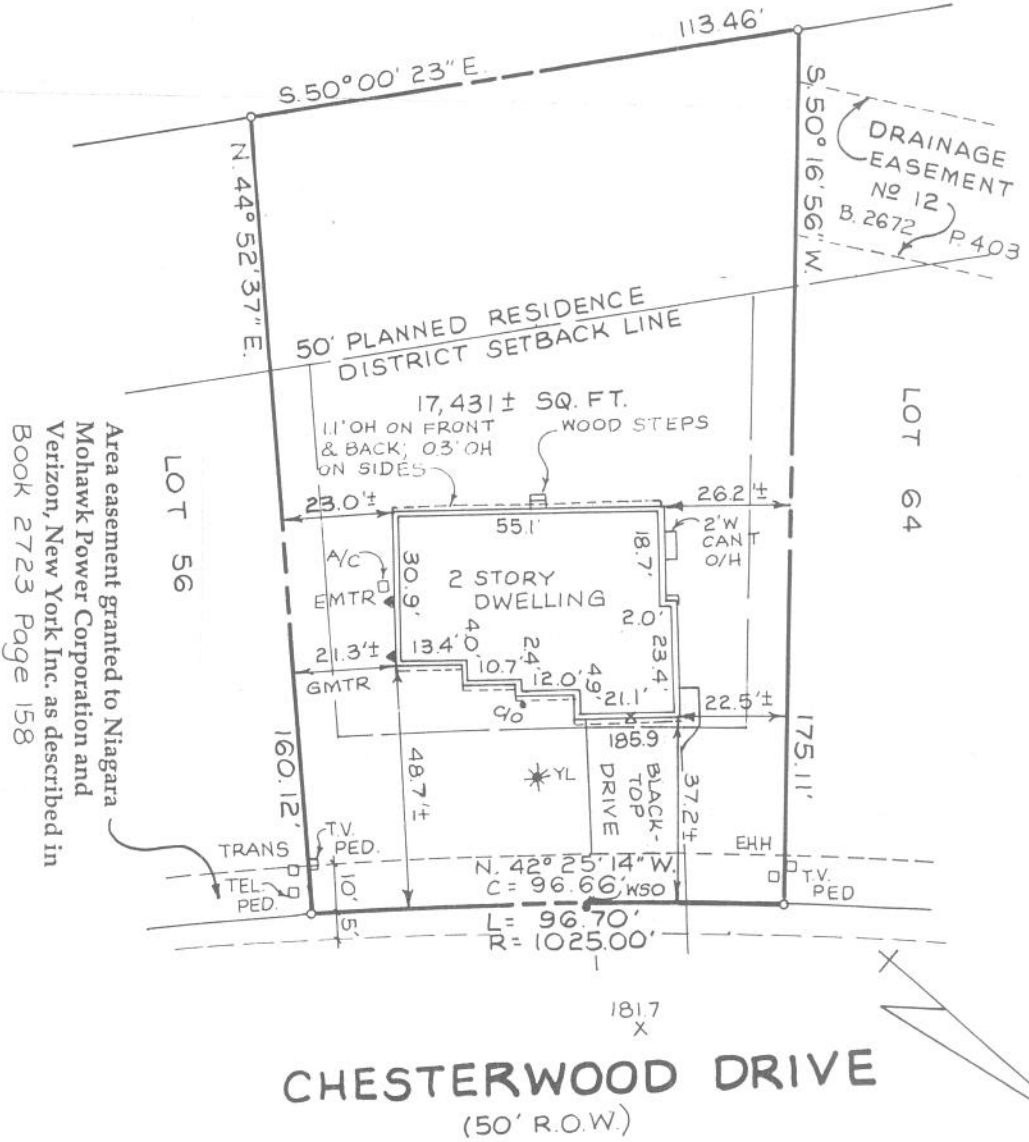 113.46'
S. 50° 00' 23" E.
S. 50° 16' 56" W.
DRAINAGE
EASEMENT
Nº 12
B. 2672 P. 403
N. 44° 52' 37" E.
50' PLANNED RESIDENCE
DISTRICT SETBACK LINE
17,431 ± SQ. FT.
1.1' OH ON FRONT
& BACK; 0.3' OH
ON SIDES
WOOD STEPS
LOT 64
LOT 56
23.0'±
26.2'±
55.1'
18.7'
2'W
CANT
O/H
A/C
30.9'
2 STORY
DWELLING
EMTR
2.0'
23.4'
21.3'±
GMTR
13.4'
4.0'
10.7'
2.4'
12.0'
4.9'
21.1'
22.5'±
C/O
185.9
Area easement granted to Niagara
Mohawk Power Corporation and
Verizon, New York Inc. as described in
Book 2723 Page 158
160.12'
48.7'±
YL
BLACK-
TOP
DRIVE
37.2'±
175.11'
T.V.
PED.
TRANS
TEL.
PED.
10'
5'
EHH
T.V.
PED
N. 42° 25' 14" W.
C = 96.66'
WSO
L = 96.70'
R = 1025.00'
181.7
X
CHESTERWOOD DRIVE
(50' R.O.W.)